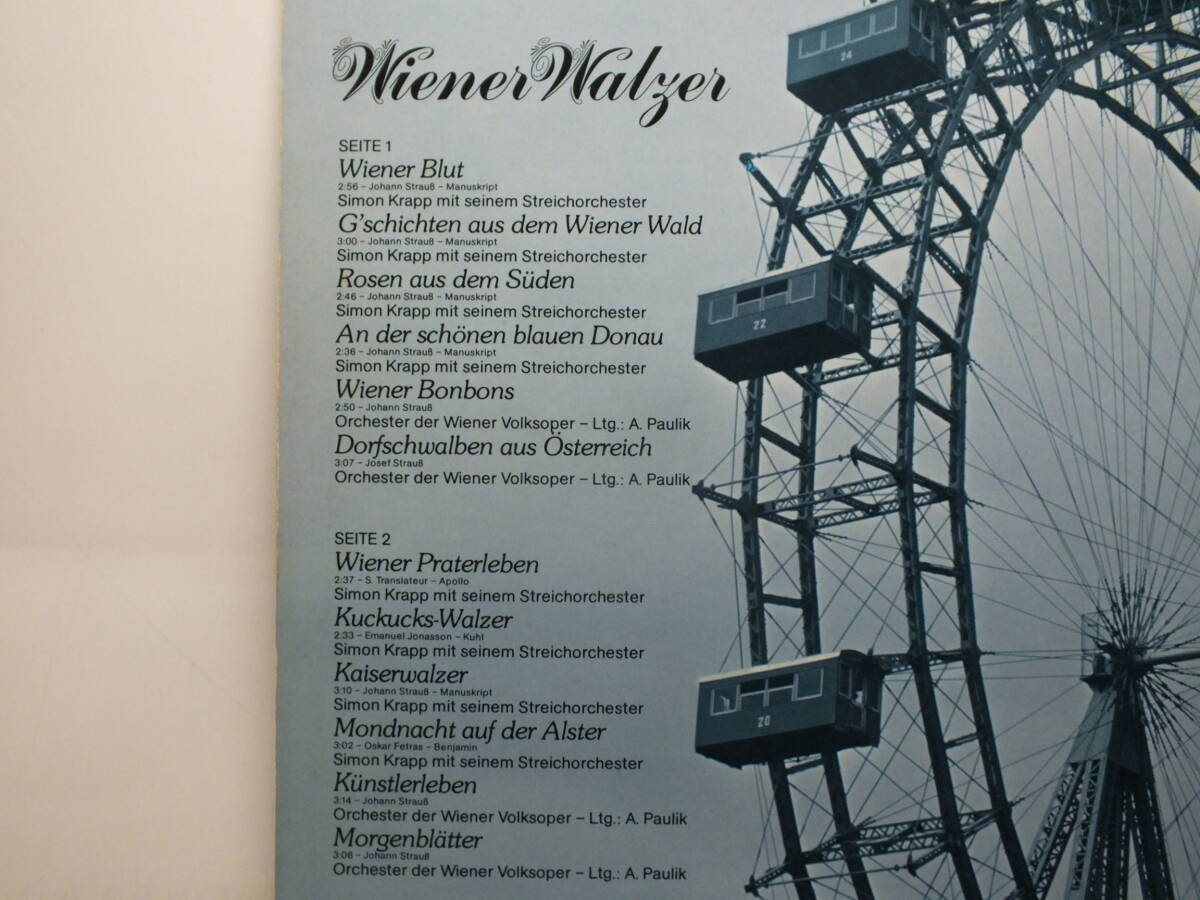 Wiener Walzer
SEITE 1
Wiener Blut
2:56 – Johann Strauß – Manuskript
Simon Krapp mit seinem Streichorchester
G'schichten aus dem Wiener Wald
3:00 – Johann Strauß – Manuskript
Simon Krapp mit seinem Streichorchester
Rosen aus dem Süden
2:46 – Johann Strauß – Manuskript
Simon Krapp mit seinem Streichorchester
An der schönen blauen Donau
2:36 – Johann Strauß – Manuskript
Simon Krapp mit seinem Streichorchester
Wiener Bonbons
2:50 – Johann Strauß
Orchester der Wiener Volksoper – Ltg.: A. Paulik
Dorfschwalben aus Österreich
3:07 – Josef Strauß
Orchester der Wiener Volksoper – Ltg.: A. Paulik
SEITE 2
Wiener Praterleben
2:37 – S. Translateur – Apollo
Simon Krapp mit seinem Streichorchester
Kuckucks-Walzer
2:33 – Emanuel Jonasson – Kuhl
Simon Krapp mit seinem Streichorchester
Kaiserwalzer
3:10 – Johann Strauß – Manuskript
Simon Krapp mit seinem Streichorchester
Mondnacht auf der Alster
3:02 – Oskar Fetras – Benjamin
Simon Krapp mit seinem Streichorchester
Künstlerleben
3:14 – Johann Strauß
Orchester der Wiener Volksoper – Ltg.: A. Paulik
Morgenblätter
3:06 – Johann Strauß
Orchester der Wiener Volksoper – Ltg.: A. Paulik
24
22
20